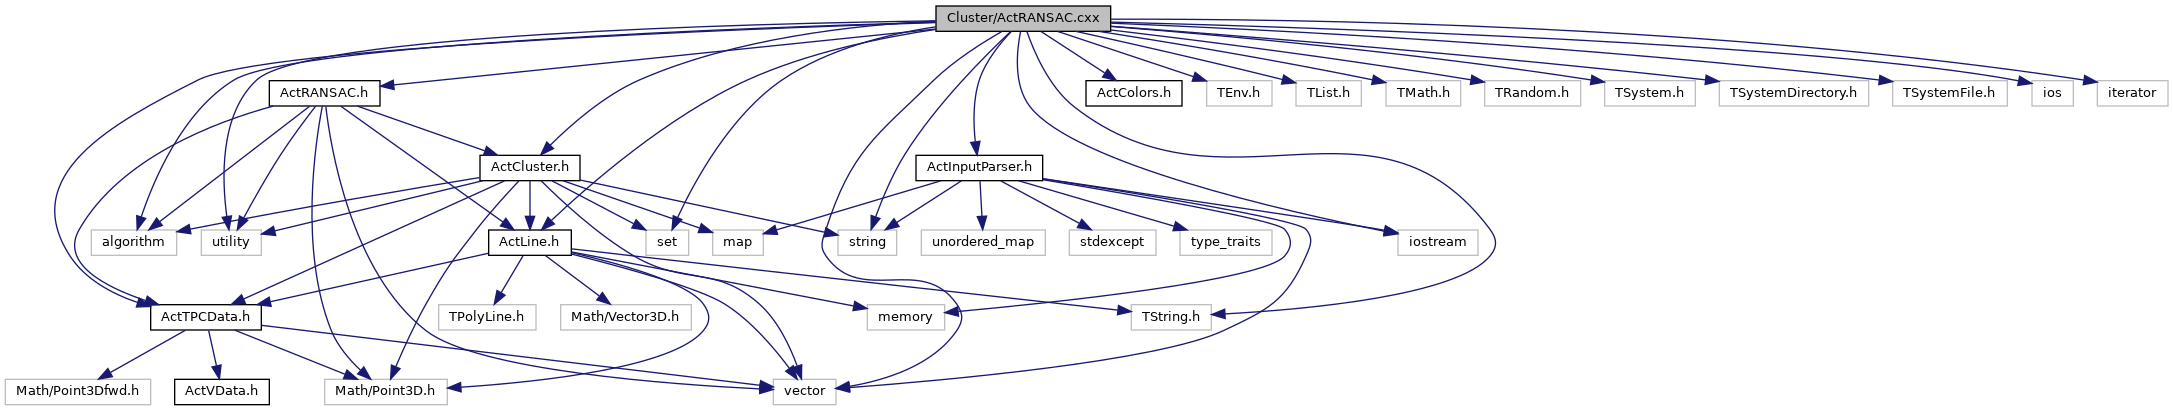 Cluster/ActRANSAC.cxx
ActRANSAC.h
ActColors.h
TEnv.h
TList.h
TMath.h
TRandom.h
TSystem.h
TSystemDirectory.h
TSystemFile.h
ios
iterator
ActCluster.h
ActInputParser.h
algorithm
utility
ActLine.h
set
map
string
unordered_map
stdexcept
type_traits
iostream
ActTPCData.h
TPolyLine.h
Math/Vector3D.h
memory
TString.h
Math/Point3Dfwd.h
ActVData.h
Math/Point3D.h
vector